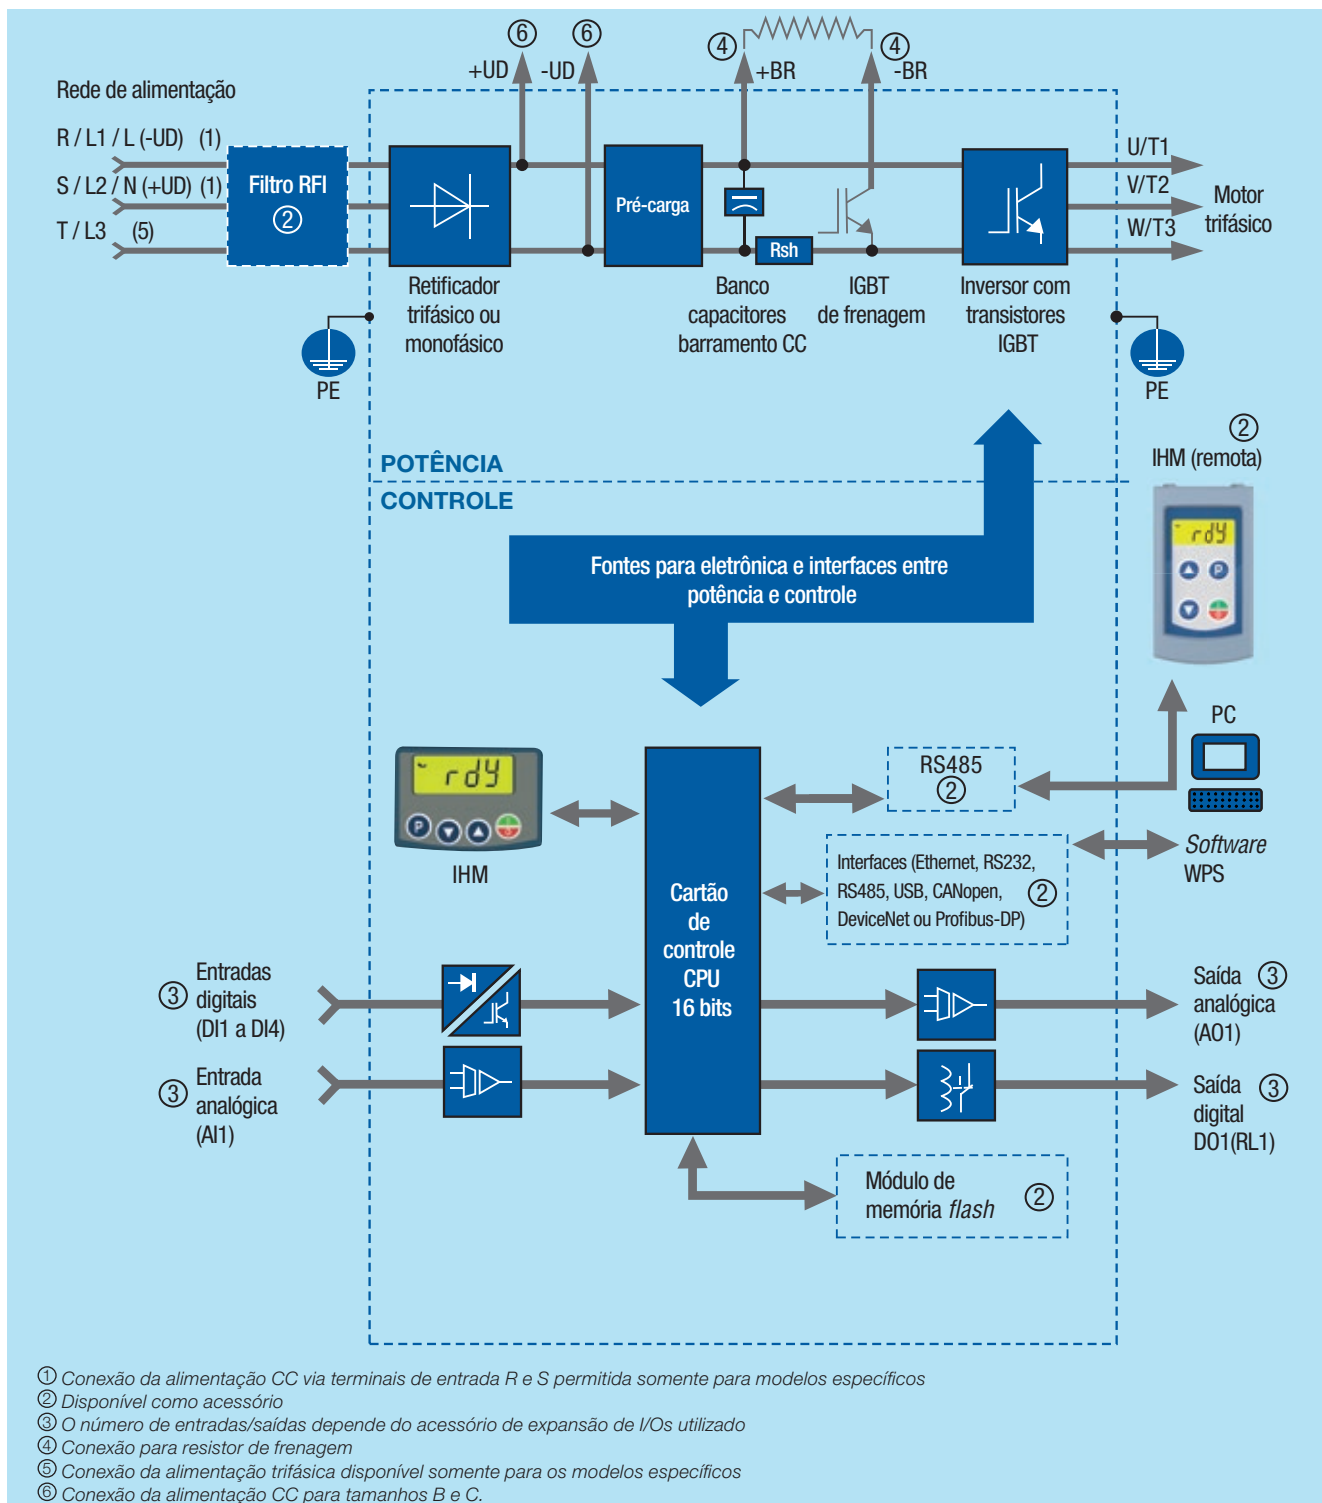 ⑥ ⑥ ④ ④
+UD -UD +BR -BR
Rede de alimentação
R / L1 / L (-UD) (1)
S / L2 / N (+UD) (1)
T / L3 (5)
Filtro RFI
②
Pré-carga
Rsh
U/T1
V/T2
W/T3
Motor
trifásico
Retificador
trifásico ou
monofásico
Banco
capacitores
barramento CC
IGBT
de frenagem
Inversor com
transistores
IGBT
PE
PE
POTÊNCIA
CONTROLE
②
IHM (remota)
rdy
P
Fontes para eletrônica e interfaces entre
potência e controle
rdy
P
IHM
RS485
②
PC
Software
WPS
Interfaces (Ethernet, RS232,
RS485, USB, CANopen,
DeviceNet ou Profibus-DP)
②
Cartão
de
controle
CPU
16 bits
③
Entradas
digitais
(DI1 a DI4)
③
Entrada
analógica
(AI1)
Saída ③
analógica
(AO1)
Saída ③
digital
DO1(RL1)
Módulo de
memória flash
②
① Conexão da alimentação CC via terminais de entrada R e S permitida somente para modelos específicos
② Disponível como acessório
③ O número de entradas/saídas depende do acessório de expansão de I/Os utilizado
④ Conexão para resistor de frenagem
⑤ Conexão da alimentação trifásica disponível somente para os modelos específicos
⑥ Conexão da alimentação CC para tamanhos B e C.